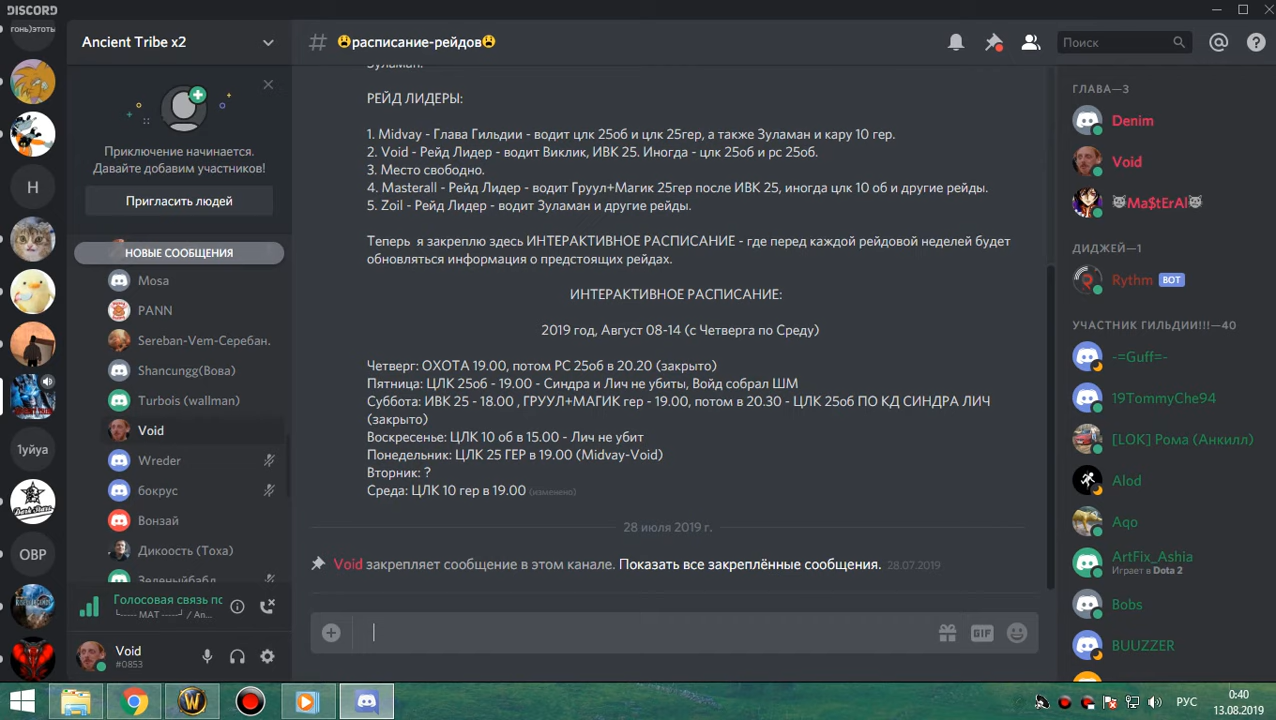 DISCORD
гонь)этоты
H
1уйуа
ОВР
Ancient Tribe x2
Приключение начинается.
Давайте добавим участников!
Пригласить людей
НОВЫЕ СООБЩЕНИЯ
Mosa
PANN
Sereban-Vem-Серебан.
Shancungg(Вова)
Turbois (wallman)
Void
Wreder
бокрус
Вонзай
Дикоость (Тоха)
Зеленыйбабл
Голосовая связь по
└----- МАТ -----┘/ An...
Void
#0853
# расписание-рейдов
Поиск
Зуламан.
РЕЙД ЛИДЕРЫ:
1. Midvay - Глава Гильдии - водит цлк 25об и цлк 25гер, а также Зуламан и кару 10 гер.
2. Void - Рейд Лидер - водит Виклик, ИВК 25. Иногда - цлк 25об и рс 25об.
3. Место свободно.
4. Masterall - Рейд Лидер - водит Груул+Магик 25гер после ИВК 25, иногда цлк 10 об и другие рейды.
5. Zoil - Рейд Лидер - водит Зуламан и другие рейды.
Теперь я закреплю здесь ИНТЕРАКТИВНОЕ РАСПИСАНИЕ - где перед каждой рейдовой неделей будет
обновляться информация о предстоящих рейдах.
ИНТЕРАКТИВНОЕ РАСПИСАНИЕ:
2019 год, Август 08-14 (с Четверга по Среду)
Четверг: ОХОТА 19.00, потом РС 25об в 20.20 (закрыто)
Пятница: ЦЛК 25об - 19.00 - Синдра и Лич не убиты, Войд собрал ШМ
Суббота: ИВК 25 - 18.00 , ГРУУЛ+МАГИК гер - 19.00, потом в 20.30 - ЦЛК 25об ПО КД СИНДРА ЛИЧ
(закрыто)
Воскресенье: ЦЛК 10 об в 15.00 - Лич не убит
Понедельник: ЦЛК 25 ГЕР в 19.00 (Midvay-Void)
Вторник: ?
Среда: ЦЛК 10 гер в 19.00 (изменено)
28 июля 2019 г.
Void закрепляет сообщение в этом канале. Показать все закреплённые сообщения. 28.07.2019
GIF
ГЛАВА—3
Denim
Void
Ma$tErAl
ДИДЖЕЙ—1
Rythm БОТ
УЧАСТНИК ГИЛЬДИИ!!!—40
-=Guff=-
19TommyChe94
[LOK] Рома (Анкилл)
Alod
Aqo
ArtFix_Ashia
Играет в Dota 2
Bobs
BUUZZER
РУС
0:40
13.08.2019